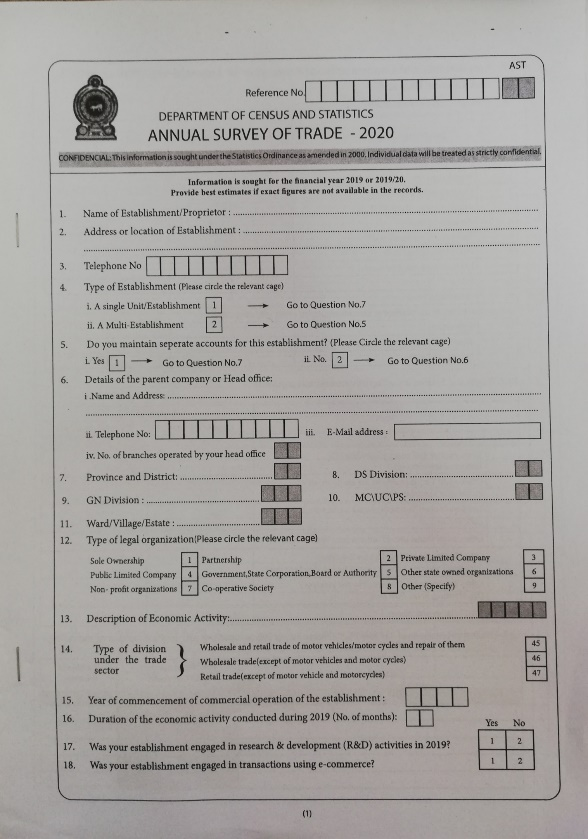 AST
Reference No.
DEPARTMENT OF CENSUS AND STATISTICS
ANNUAL SURVEY OF TRADE - 2020
CONFIDENCIAL: This information is sought under the Statistics Ordinance as amended in 2000. Individual data will be treated as strictly confidential.
Information is sought for the financial year 2019 or 2019/20.
Provide best estimates if exact figures are not available in the records.
1. Name of Establishment/Proprietor :
2. Address or location of Establishment :
3. Telephone No
4. Type of Establishment (Please circle the relevant cage)
i. A single Unit/Establishment 1 Go to Question No.7
ii. A Multi-Establishment 2 Go to Question No.5
5. Do you maintain seperate accounts for this establishment? (Please Circle the relevant cage)
i. Yes 1 Go to Question No.7 ii. No. 2 Go to Question No.6
6. Details of the parent company or Head office:
i .Name and Address:
ii. Telephone No: iii. E-Mail address :
iv. No. of branches operated by your head office
7. Province and District: 8. DS Division:
9. GN Division : 10. MC\UC\PS:
11. Ward/Village/Estate :
12. Type of legal organization(Please circle the relevant cage)
Sole Ownership 1 Partnership 2 Private Limited Company 3
Public Limited Company 4 Government,State Corporation,Board or Authority 5 Other state owned organizations 6
Non- profit organizations 7 Co-operative Society 8 Other (Specify) 9
13. Description of Economic Activity:
14. Type of division under the trade sector
Wholesale and retail trade of motor vehicles/motor cycles and repair of them 45
Wholesale trade(except of motor vehicles and motor cycles) 46
Retail trade(except of motor vehicle and motorcycles) 47
15. Year of commencement of commercial operation of the establishment :
16. Duration of the economic activity conducted during 2019 (No. of months):
Yes No
17. Was your establishment engaged in research & development (R&D) activities in 2019? 1 2
18. Was your establishment engaged in transactions using e-commerce? 1 2
(1)